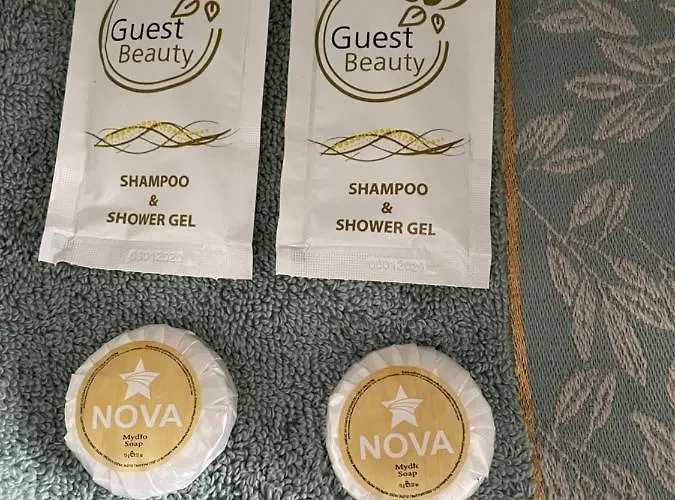 Guest
Beauty
SHAMPOO
&
SHOWER GEL
Guest
Beauty
SHAMPOO
&
SHOWER GEL
NOVA
Mydło
Soap
NOVA
Mydło
Soap